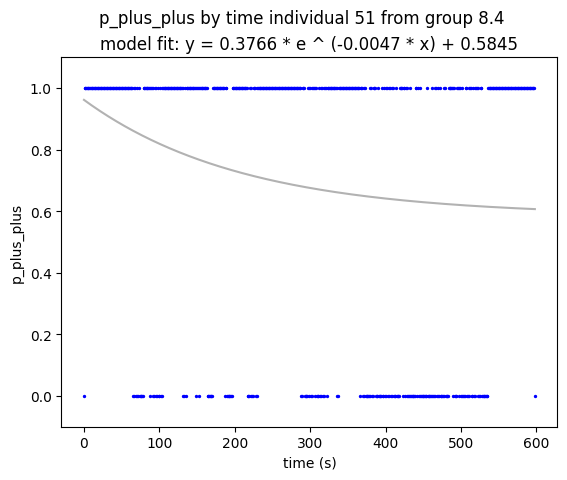 p_plus_plus by time individual 51 from group 8.4
model fit: y = 0.3766 * e ^ (-0.0047 * x) + 0.5845
1.0
0.8
0.6
0.4
0.2
0.0
p_plus_plus
0 100 200 300 400 500 600
time (s)